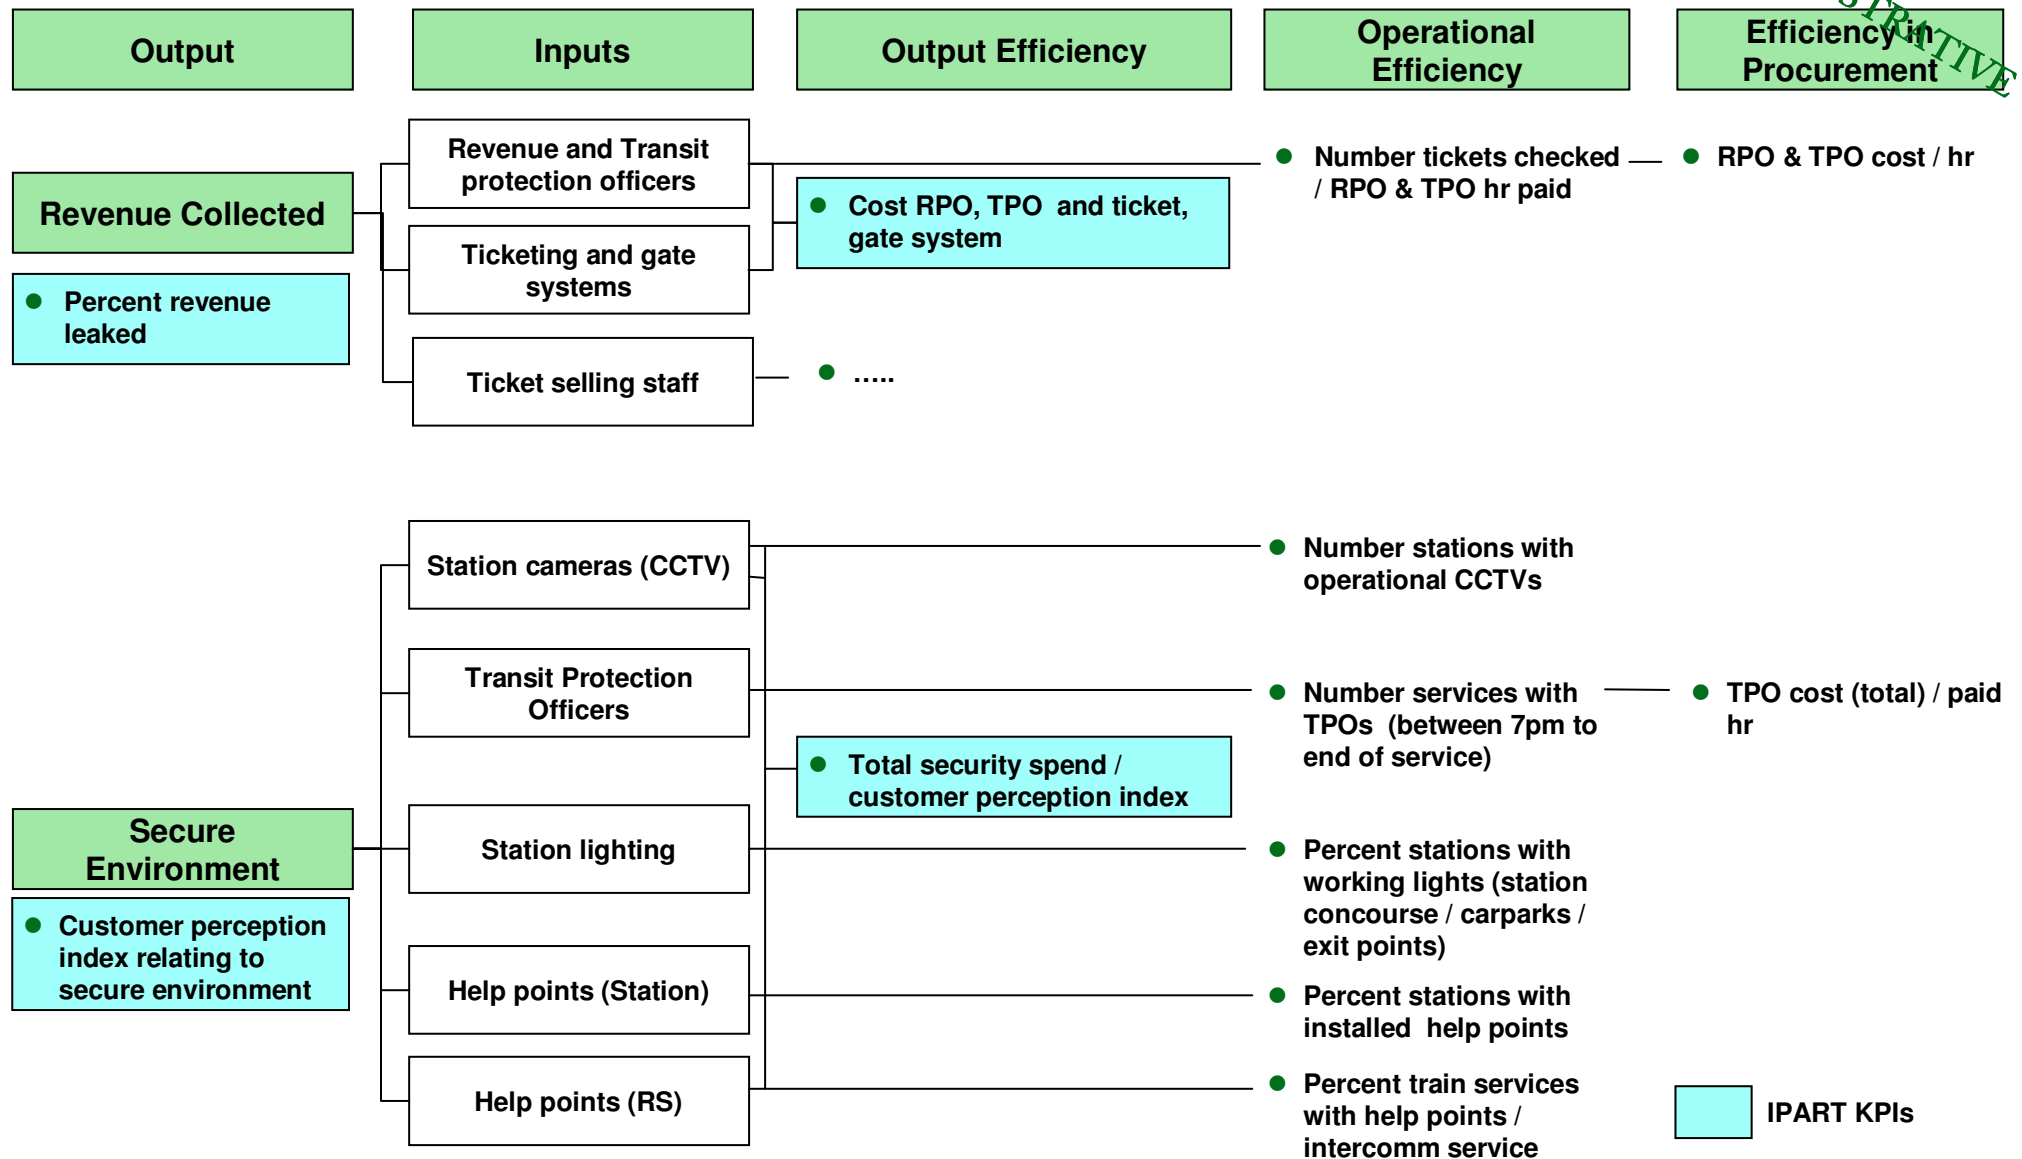 Output
Inputs
Output Efficiency
Operational
Efficiency
Efficiency in
Procurement
STRATIVE
Revenue Collected
● Percent revenue
leaked
Revenue and Transit
protection officers
Ticketing and gate
systems
Ticket selling staff
● Cost RPO, TPO and ticket,
gate system
● …..
● Number tickets checked
/ RPO & TPO hr paid
● RPO & TPO cost / hr
Secure
Environment
● Customer perception
index relating to
secure environment
Station cameras (CCTV)
Transit Protection
Officers
Station lighting
Help points (Station)
Help points (RS)
● Total security spend /
customer perception index
● Number stations with
operational CCTVs
● Number services with
TPOs (between 7pm to
end of service)
● TPO cost (total) / paid
hr
● Percent stations with
working lights (station
concourse / carparks /
exit points)
● Percent stations with
installed help points
● Percent train services
with help points /
intercomm service
IPART KPIs